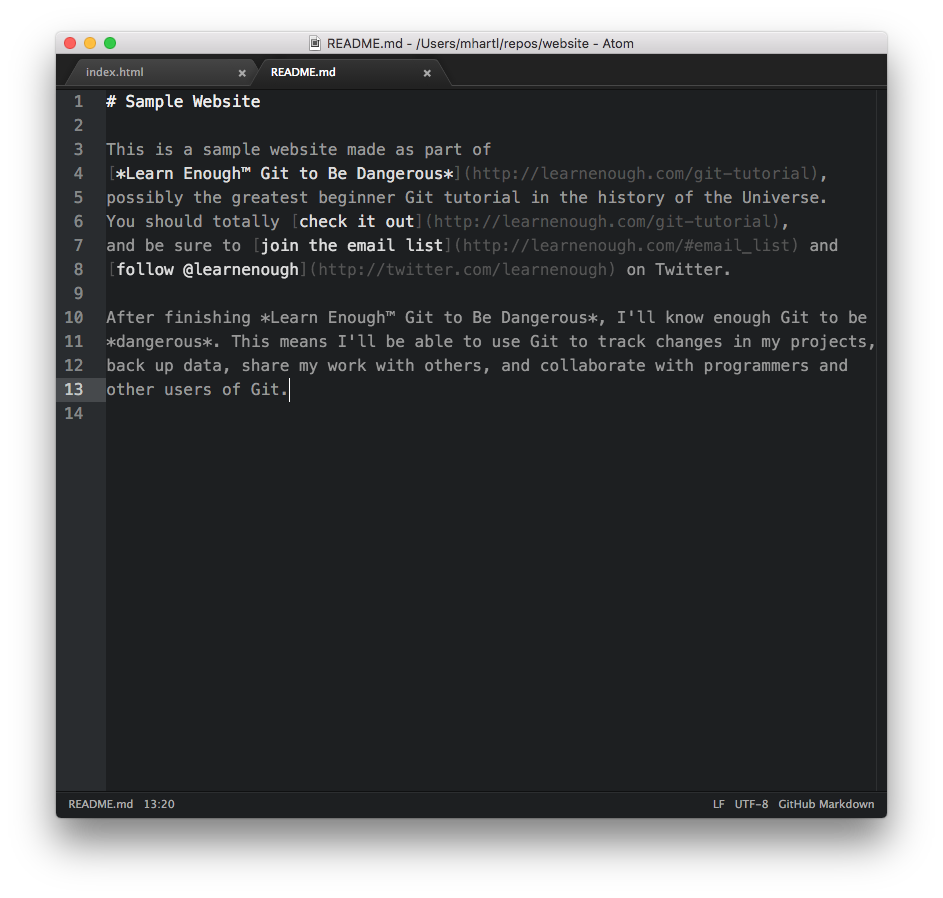 README.md - /Users/mhartl/repos/website - Atom
index.html × README.md ×
1 # Sample Website
2
3 This is a sample website made as part of
4 [*Learn Enough™ Git to Be Dangerous*](http://learnenough.com/git-tutorial),
5 possibly the greatest beginner Git tutorial in the history of the Universe.
6 You should totally [check it out](http://learnenough.com/git-tutorial),
7 and be sure to [join the email list](http://learnenough.com/#email_list) and
8 [follow @learnenough](http://twitter.com/learnenough) on Twitter.
9
10 After finishing *Learn Enough™ Git to Be Dangerous*, I'll know enough Git to be
11 *dangerous*. This means I'll be able to use Git to track changes in my projects,
12 back up data, share my work with others, and collaborate with programmers and
13 other users of Git.
14
README.md 13:20 LF UTF-8 GitHub Markdown